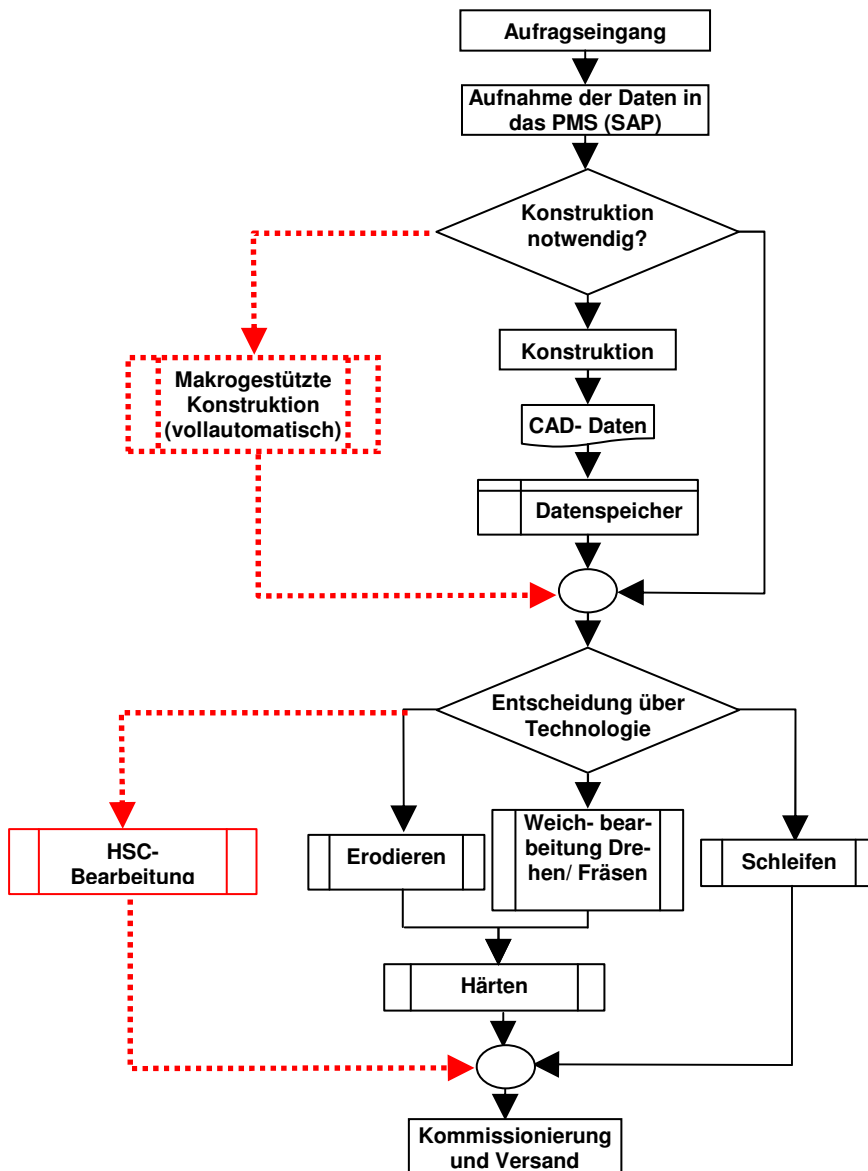 Aufragseingang
Aufnahme der Daten in
das PMS (SAP)
Konstruktion
notwendig?
Konstruktion
Makrogestützte
Konstruktion
(vollautomatisch)
CAD- Daten
Datenspeicher
Entscheidung über
Technologie
HSC-
Bearbeitung
Erodieren
Weich- bear-
beitung Dre-
hen/ Fräsen
Schleifen
Härten
Kommissionierung
und Versand